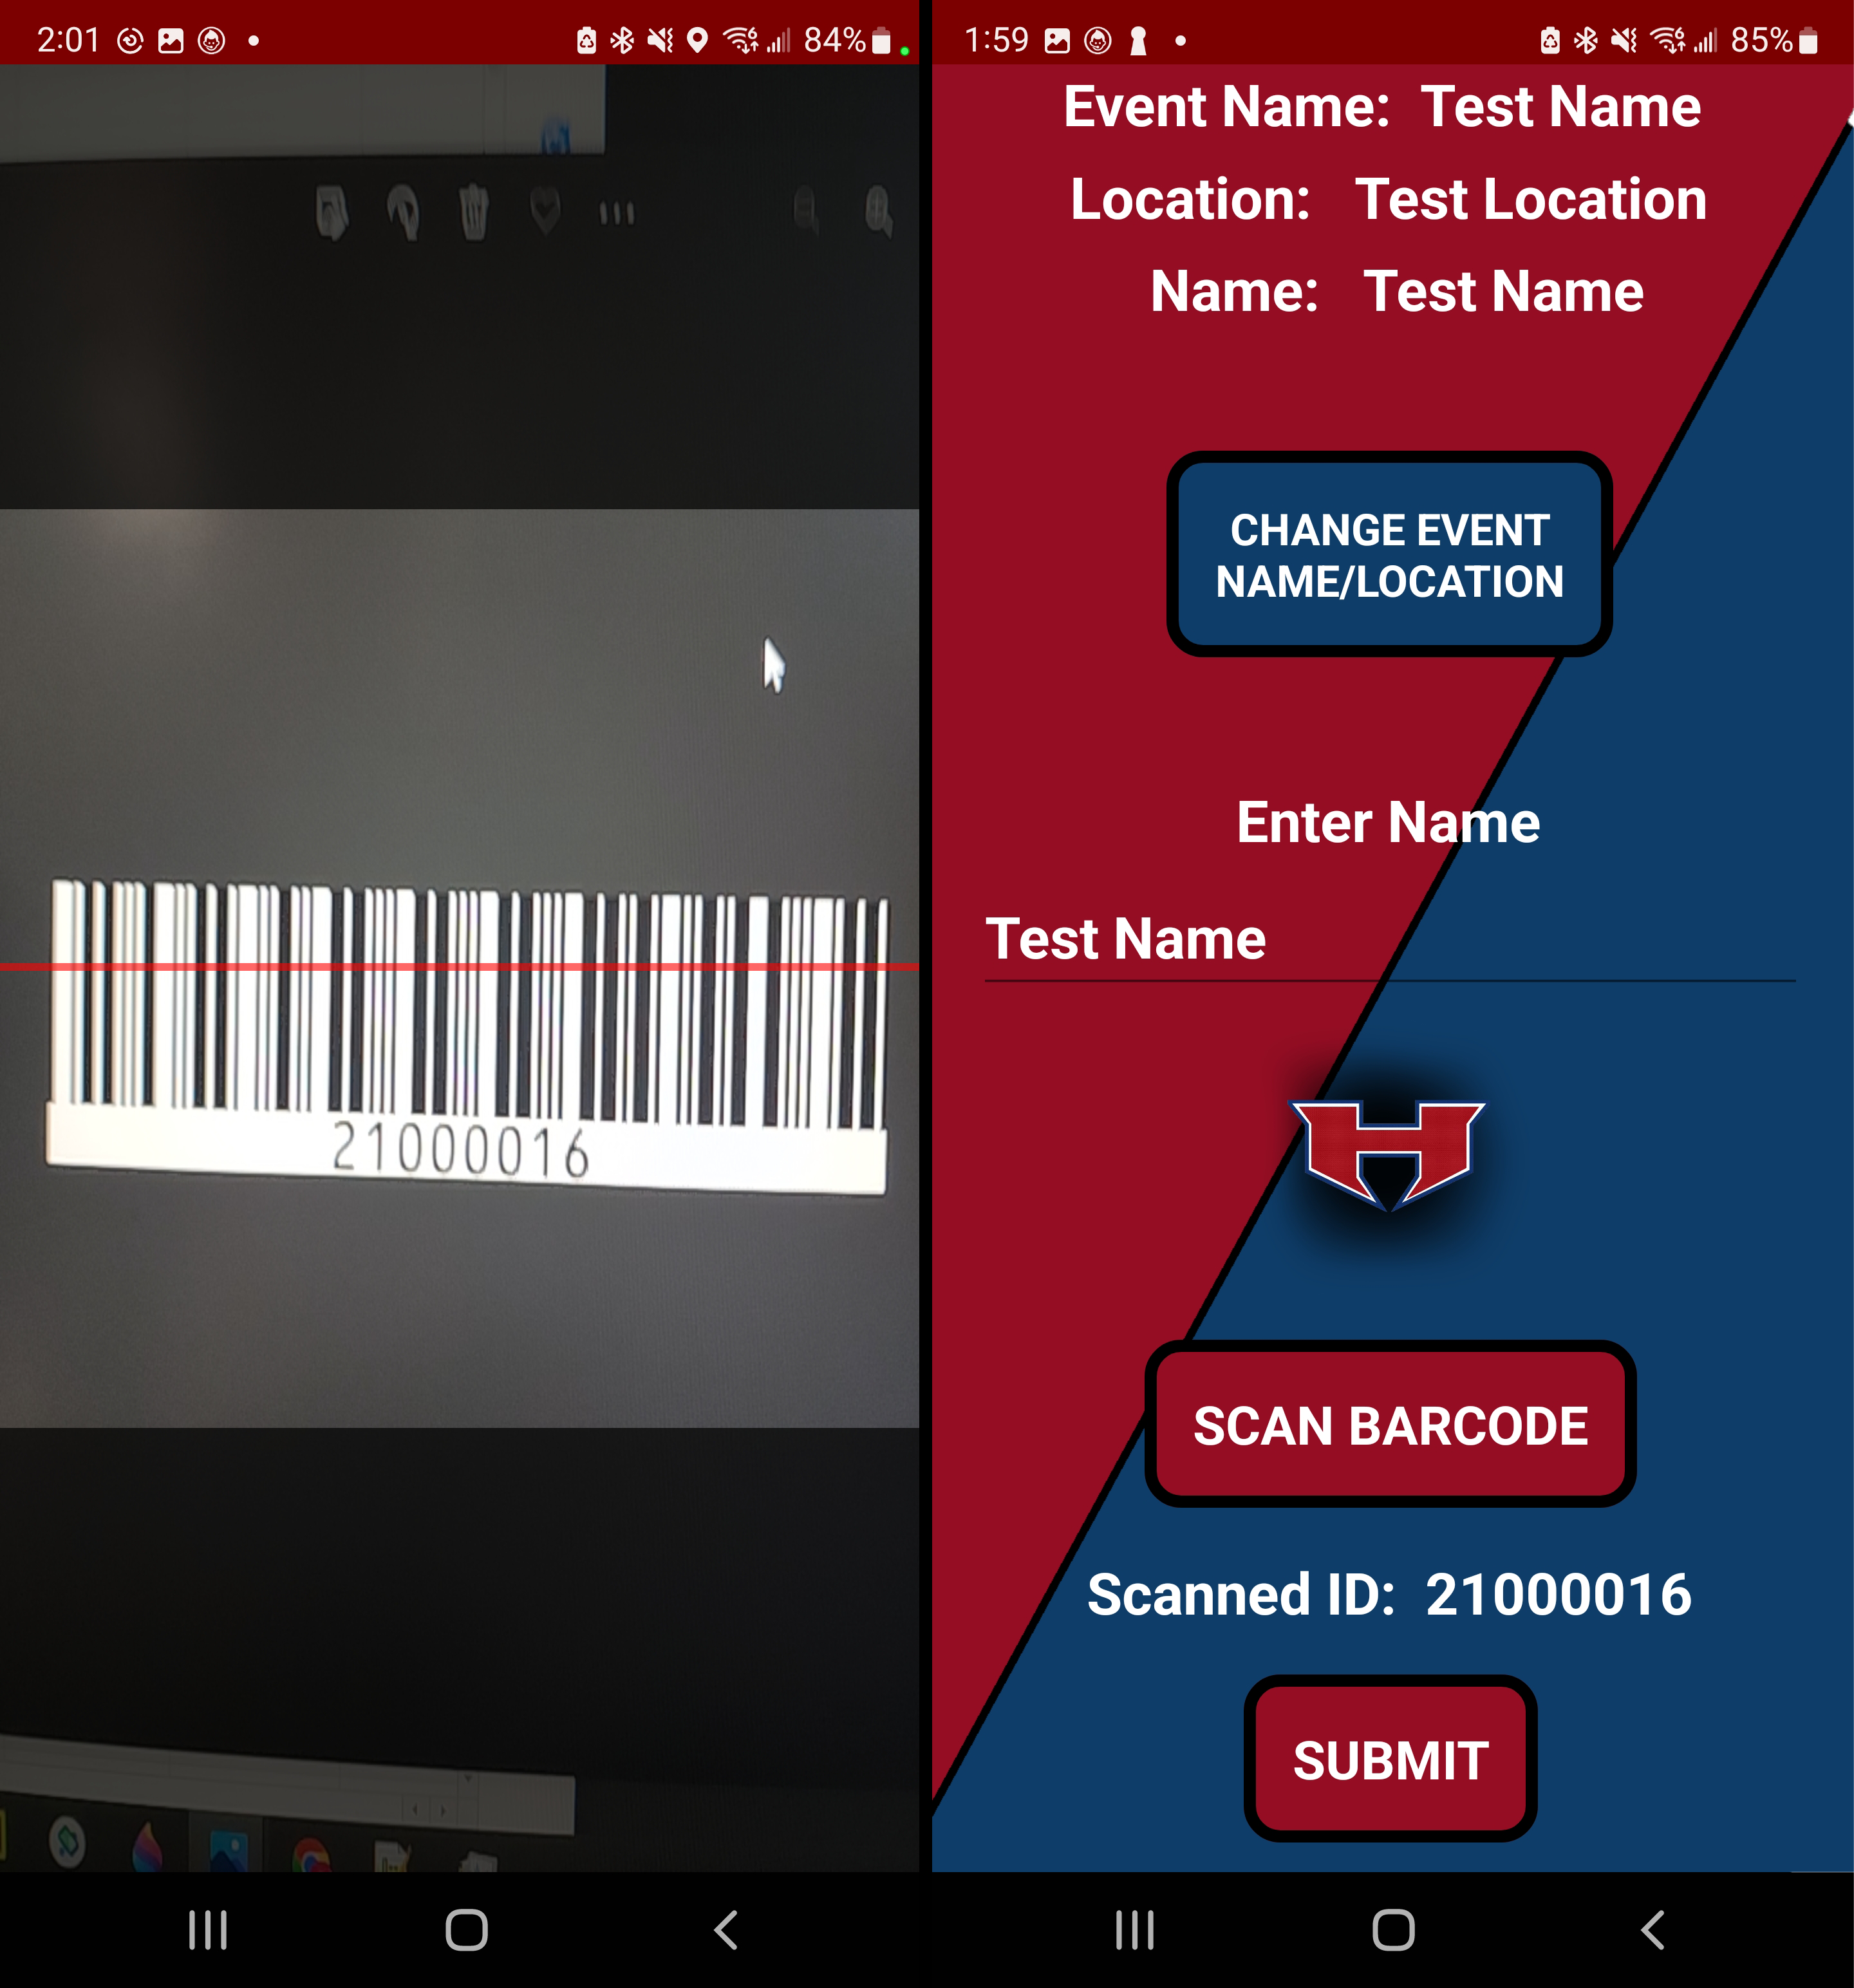 2:01
84%
21000016
1:59
85%
Event Name: Test Name
Location: Test Location
Name: Test Name
CHANGE EVENT
NAME/LOCATION
Enter Name
Test Name
H
SCAN BARCODE
Scanned ID: 21000016
SUBMIT